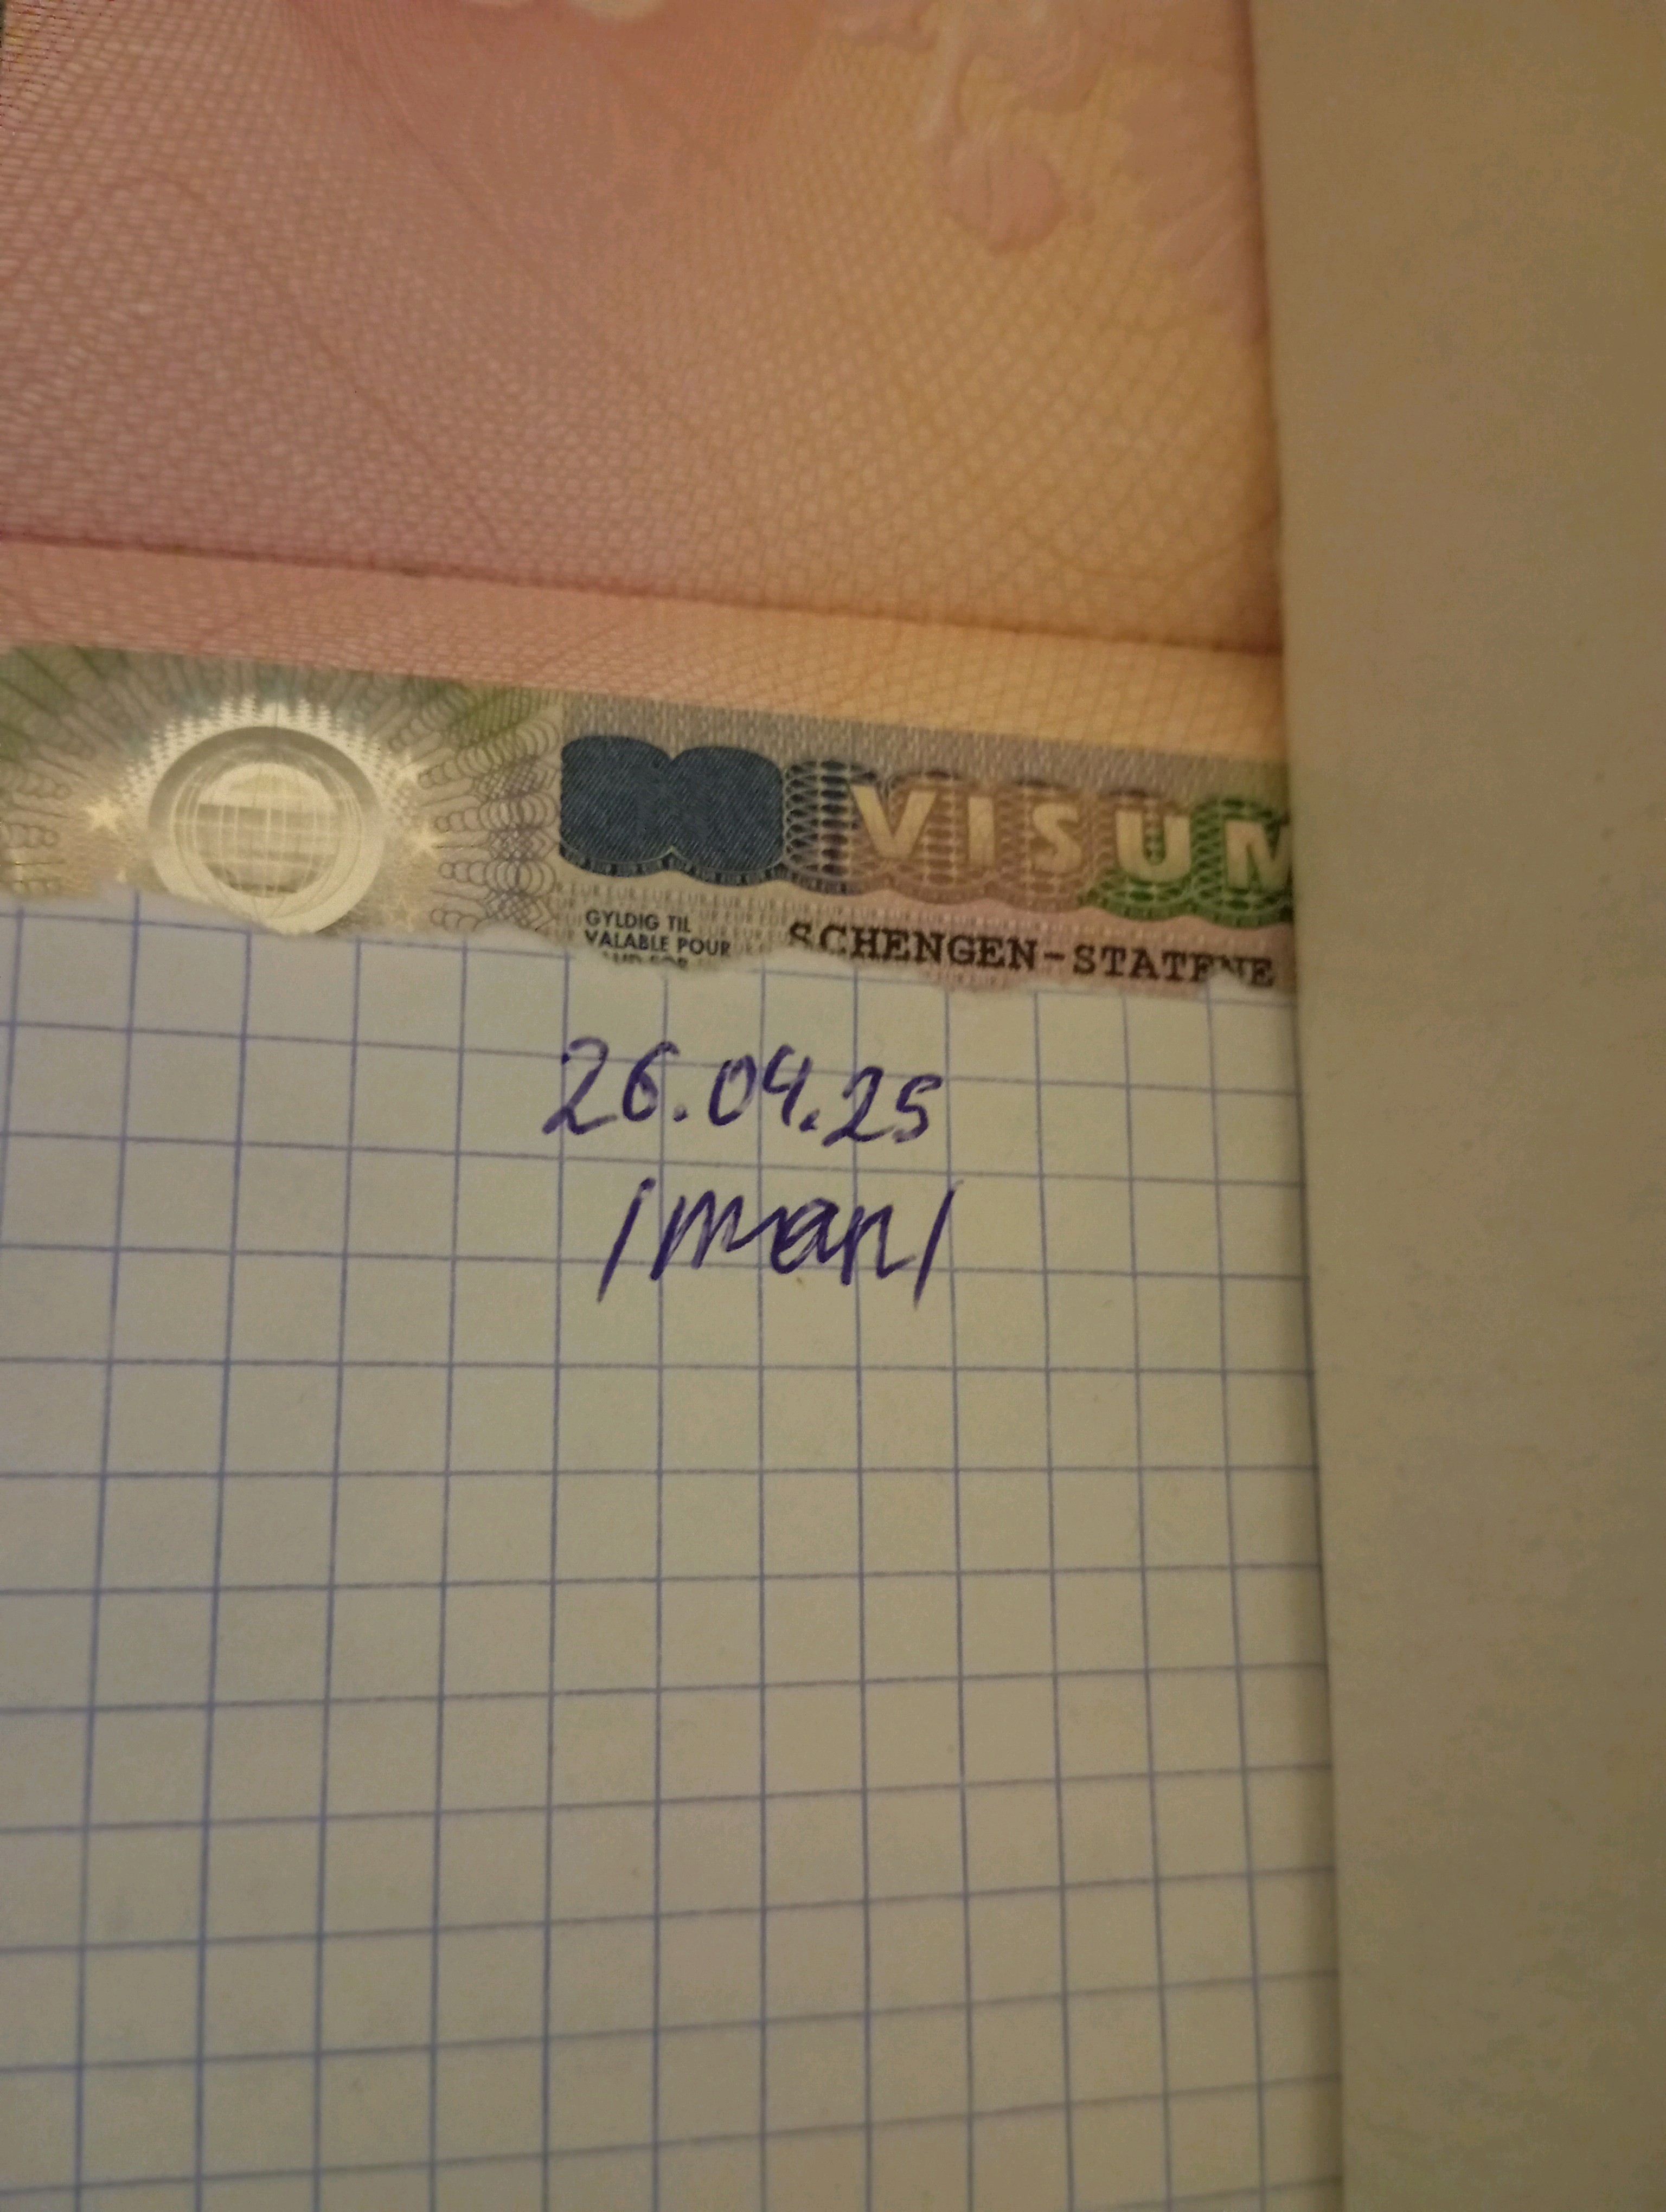 VISUM
GYLDIG TIL
VALABLE POUR
SCHENGEN-STATENE
26.04.25
/man/